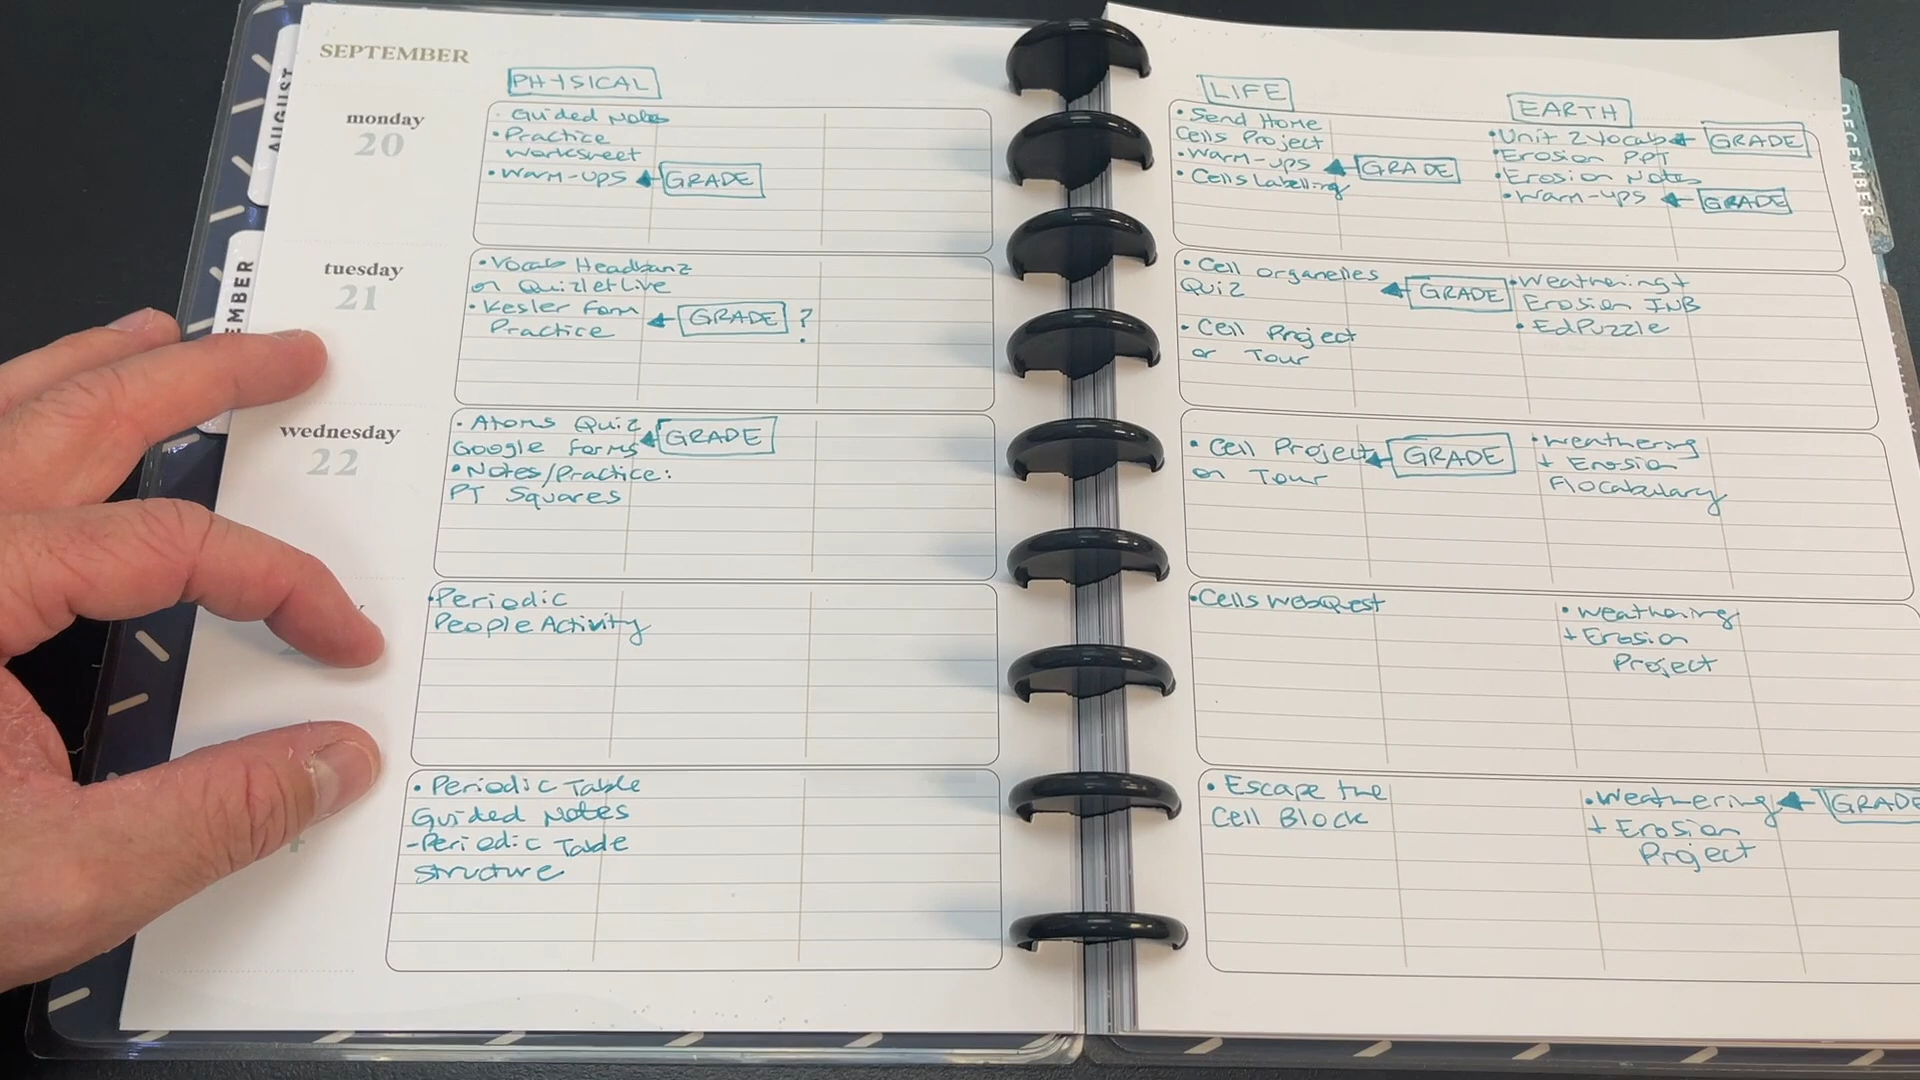 SEPTEMBER
AUGUST
EMBER
DECEMBER
PHYSICAL
LIFE
EARTH
monday
20
· Guided Notes
• Practice
worksheet
• Warm-ups GRADE
• Send Home
Cells Project
• Warm-ups GRADE
• Cells Labelling
• Unit 2 Vocab GRADE
• Erosion PPT
• Erosion Notes
• Warm-ups GRADE
tuesday
21
• Vocab Headbanz
or Quizlet Live
• Kesler Form GRADE ?
Practice
• Cell organelles GRADE
Quiz
• Cell Project
or Tour
• Weathering +
Erosion INB
• EdPuzzle
wednesday
22
• Atoms Quiz GRADE
Google Forms
• Notes/Practice:
PT Squares
• Cell Project GRADE
or Tour
• Weathering
+ Erosion
Flocabulary
• Periodic
People Activity
• Cells WebQuest
• Weathering
+ Erosion
Project
• Periodic Table
Guided Notes
- Periodic Table
Structure
• Escape the
Cell Block
• Weathering GRADE
+ Erosion
Project